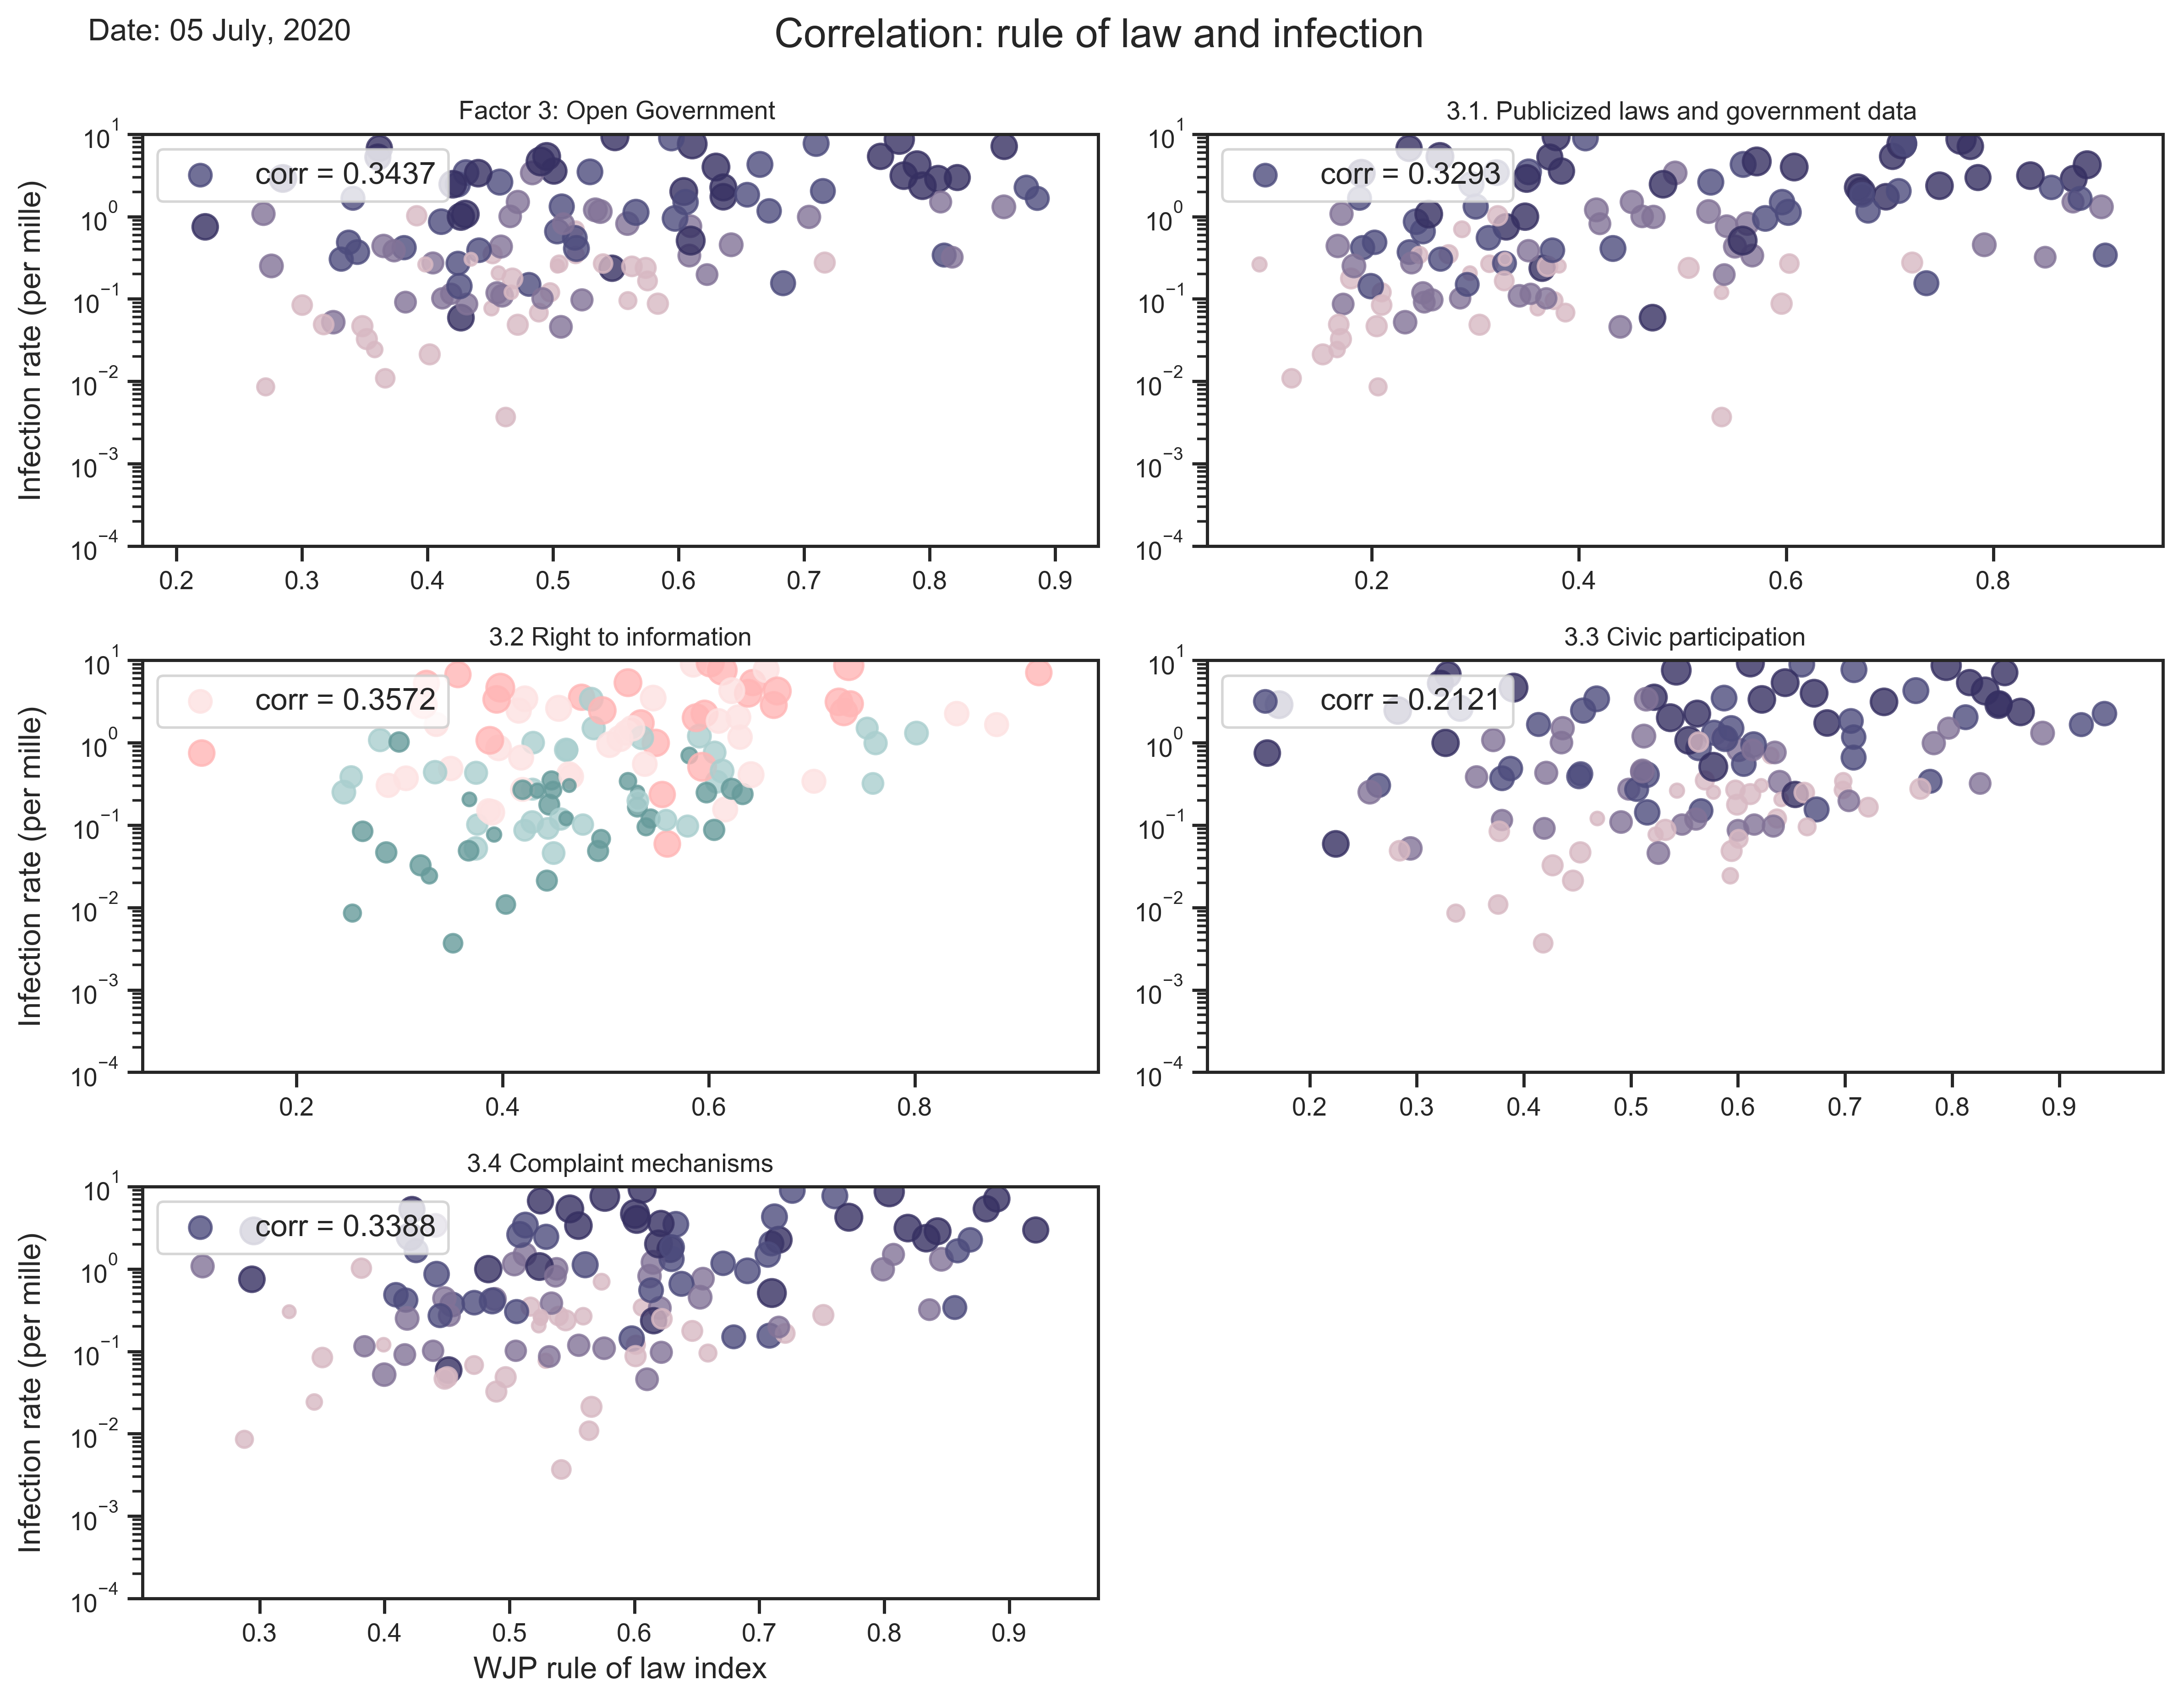 Date: 05 July, 2020
Correlation: rule of law and infection
Factor 3: Open Government
Infection rate (per mille)
10^1
10^0
10^−1
10^−2
10^−3
10^−4
corr = 0.3437
0.2 0.3 0.4 0.5 0.6 0.7 0.8 0.9
3.1. Publicized laws and government data
10^1
10^0
10^−1
10^−2
10^−3
10^−4
corr = 0.3293
0.2 0.4 0.6 0.8
3.2 Right to information
Infection rate (per mille)
10^1
10^0
10^−1
10^−2
10^−3
10^−4
corr = 0.3572
0.2 0.4 0.6 0.8
3.3 Civic participation
10^1
10^0
10^−1
10^−2
10^−3
10^−4
corr = 0.2121
0.2 0.3 0.4 0.5 0.6 0.7 0.8 0.9
3.4 Complaint mechanisms
Infection rate (per mille)
10^1
10^0
10^−1
10^−2
10^−3
10^−4
corr = 0.3388
0.3 0.4 0.5 0.6 0.7 0.8 0.9
WJP rule of law index